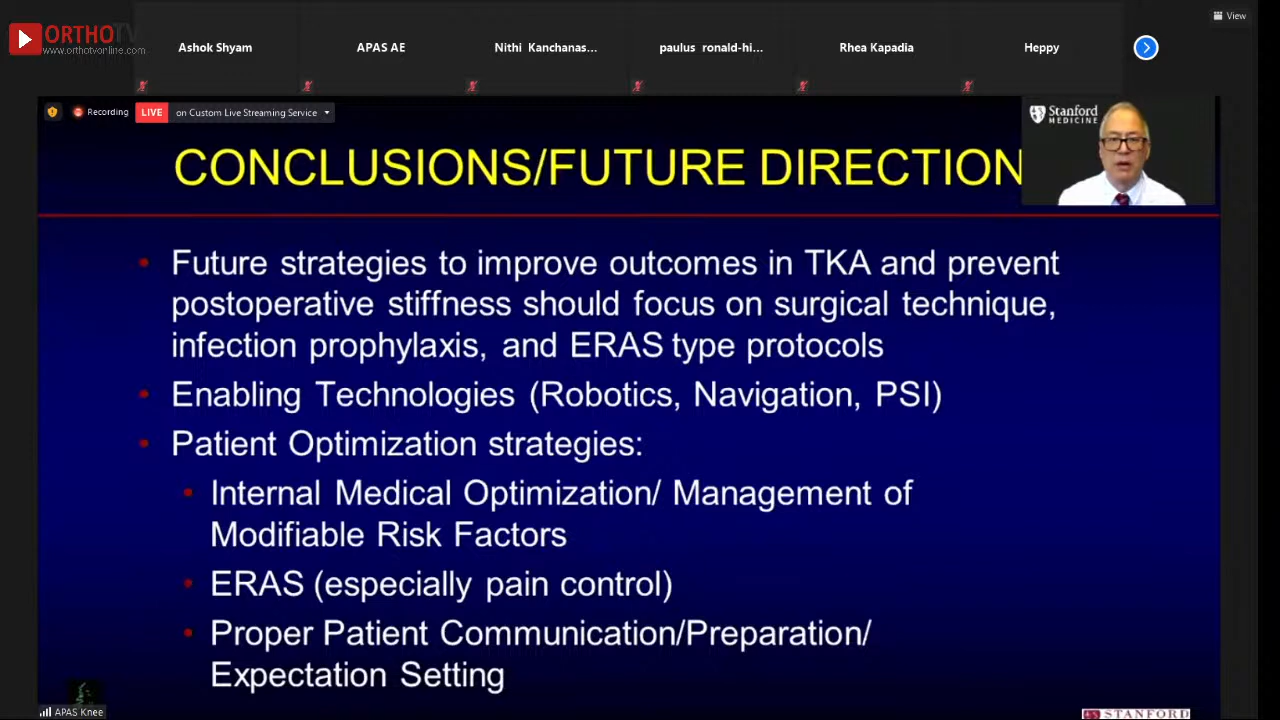 ORTHOTV
www.orthotvonline.com
Ashok Shyam
APAS AE
Nithi Kanchanas...
paulus ronald-hi...
Rhea Kapadia
Heppy
View
Recording
LIVE
on Custom Live Streaming Service
Stanford
MEDICINE
CONCLUSIONS/FUTURE DIRECTION
• Future strategies to improve outcomes in TKA and prevent
postoperative stiffness should focus on surgical technique,
infection prophylaxis, and ERAS type protocols
• Enabling Technologies (Robotics, Navigation, PSI)
• Patient Optimization strategies:
• Internal Medical Optimization/ Management of
Modifiable Risk Factors
• ERAS (especially pain control)
• Proper Patient Communication/Preparation/
Expectation Setting
APAS Knee
STANFORD